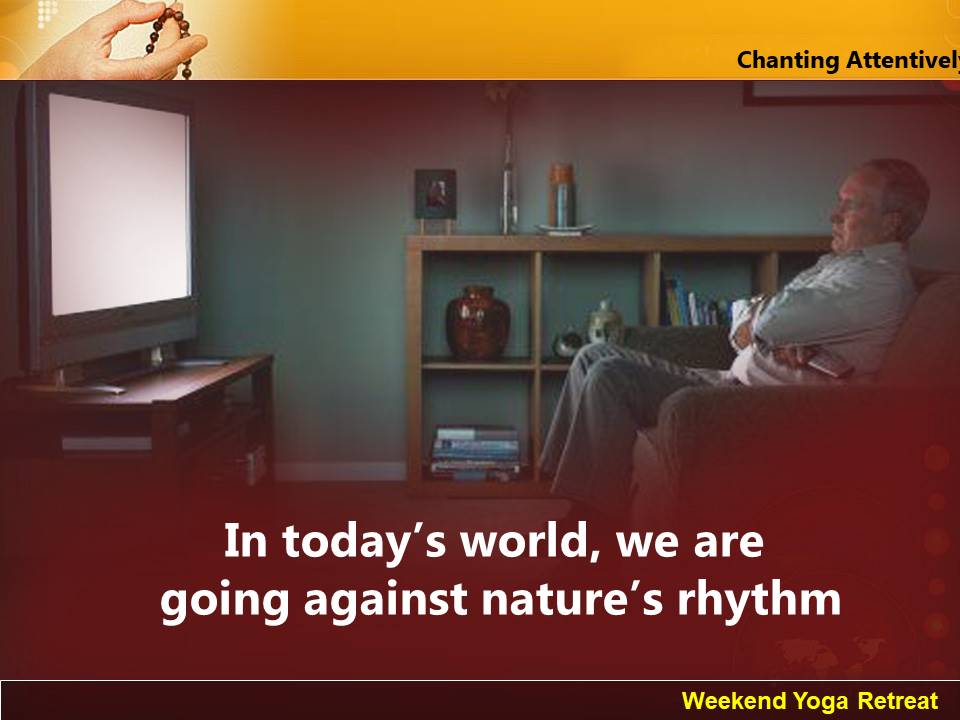 Chanting Attentively
In today’s world, we are
going against nature’s rhythm
Weekend Yoga Retreat